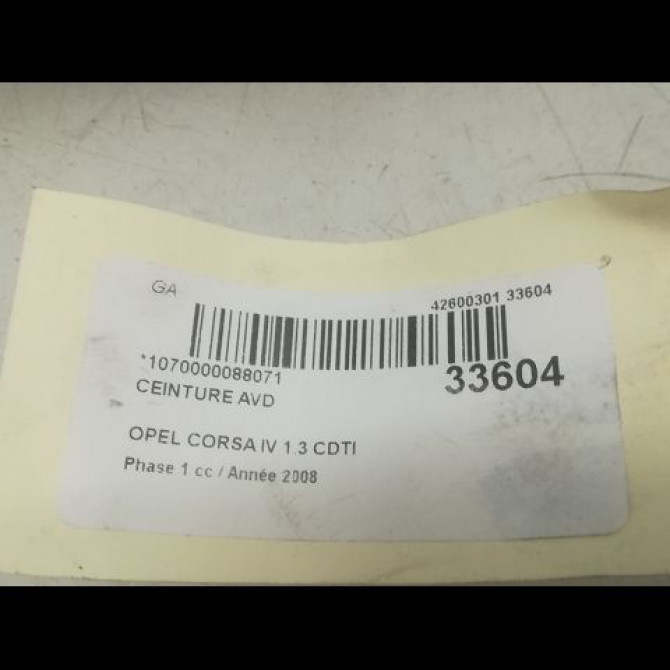 GA
42600301 33604
*1070000088071
33604
CEINTURE AVD
OPEL CORSA IV 1.3 CDTI
Phase 1 cc / Année 2008